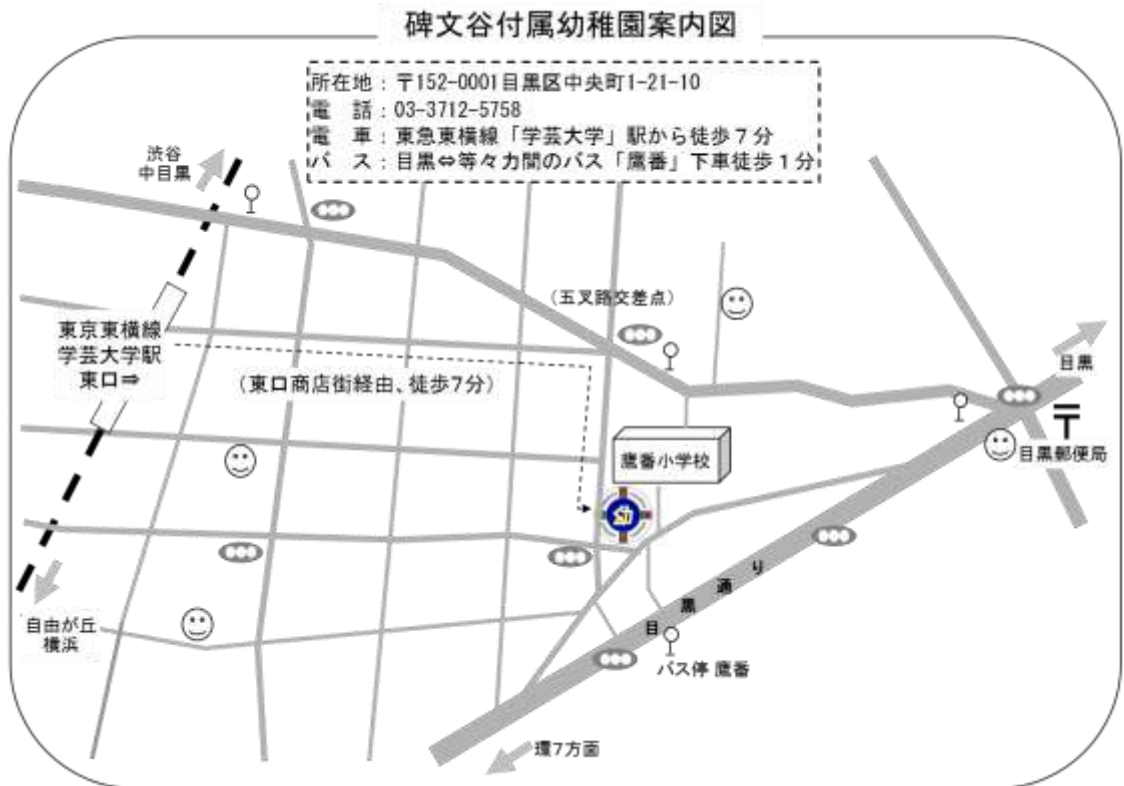 碑文谷付属幼稚園案内図
所在地：〒152-0001目黒区中央町1-21-10
電　話：03-3712-5758
電　車：東急東横線「学芸大学」駅から徒歩７分
バ　ス：目黒⇔等々力間のバス「鷹番」下車徒歩１分
渋谷
中目黒
（五叉路交差点）
東京東横線
学芸大学駅
東口⇒
目黒
（東口商店街経由、徒歩7分）
〒
目黒郵便局
鷹番小学校
幼
目黒通り
自由が丘
横浜
バス停 鷹番
環7方面